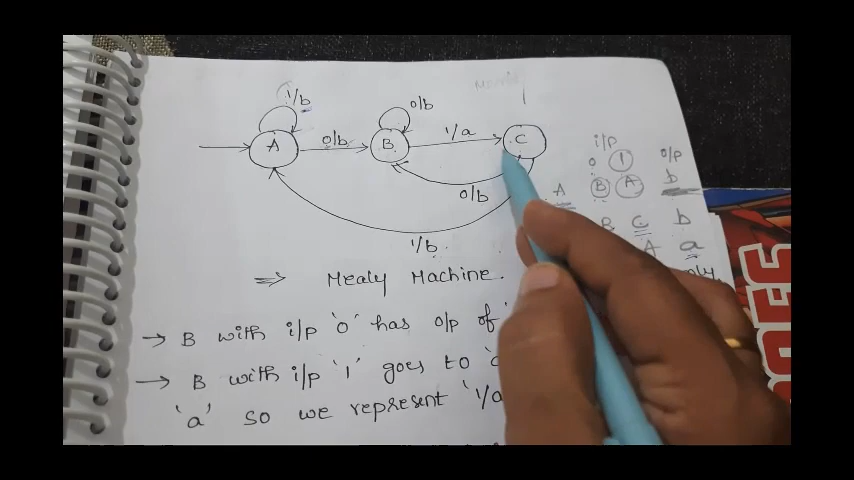 1/b
0/b
A
0/b
B
1/a
C
0/b
1/b
i/p
0 1 o/p
A B A b
B C b
A a
=> Mealy Machine.
→ B with i/p '0' has o/p of '
→ B with i/p '1' goes to
'a' so we represent '1/a
OES